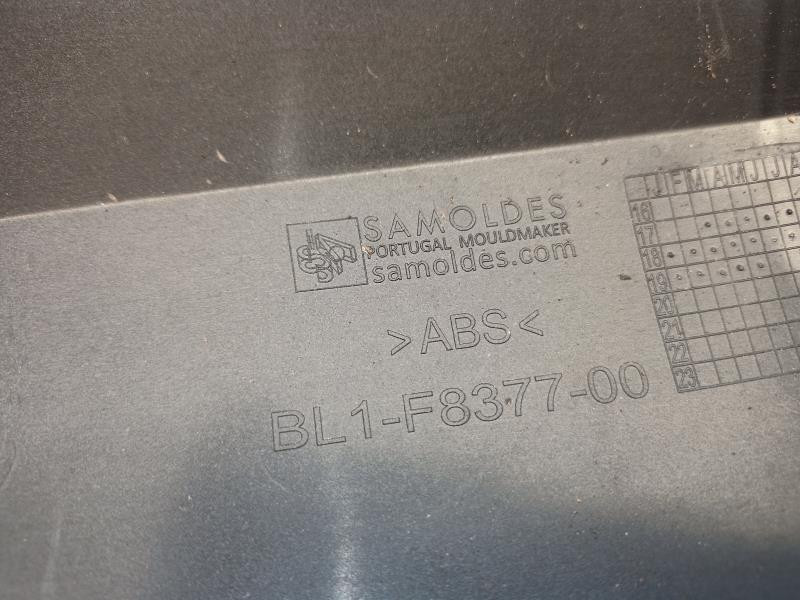 SAMOLDES
PORTUGAL MOULDMAKER
samoldes.com
>ABS<
BL1-F8377-00
J F M A M J J A
16
17
18
19
20
21
22
23